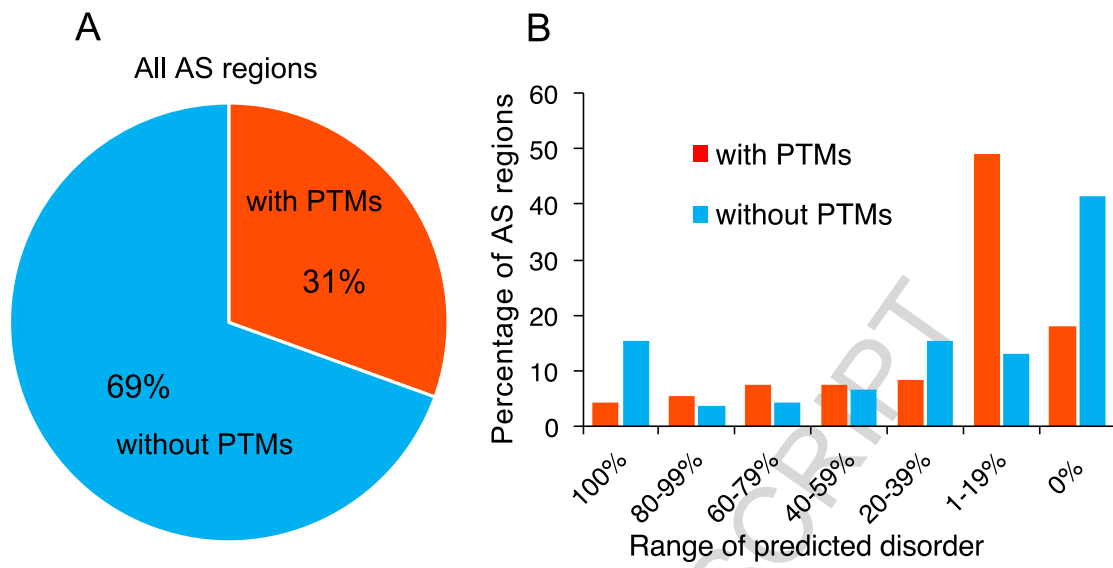 A
All AS regions
with PTMs
31%
69%
without PTMs
B
Percentage of AS regions
60
50
40
30
20
10
0
with PTMs
without PTMs
100%
80-99%
60-79%
40-59%
20-39%
1-19%
0%
Range of predicted disorder
CRIPT